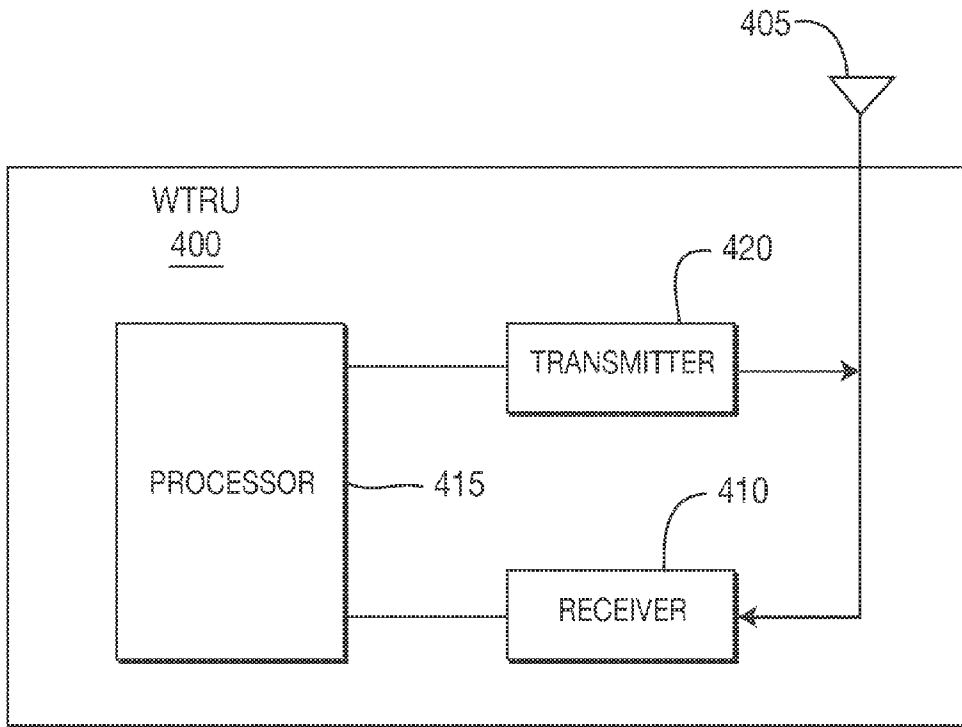 405
WTRU
400
420
TRANSMITTER
PROCESSOR
415
410
RECEIVER